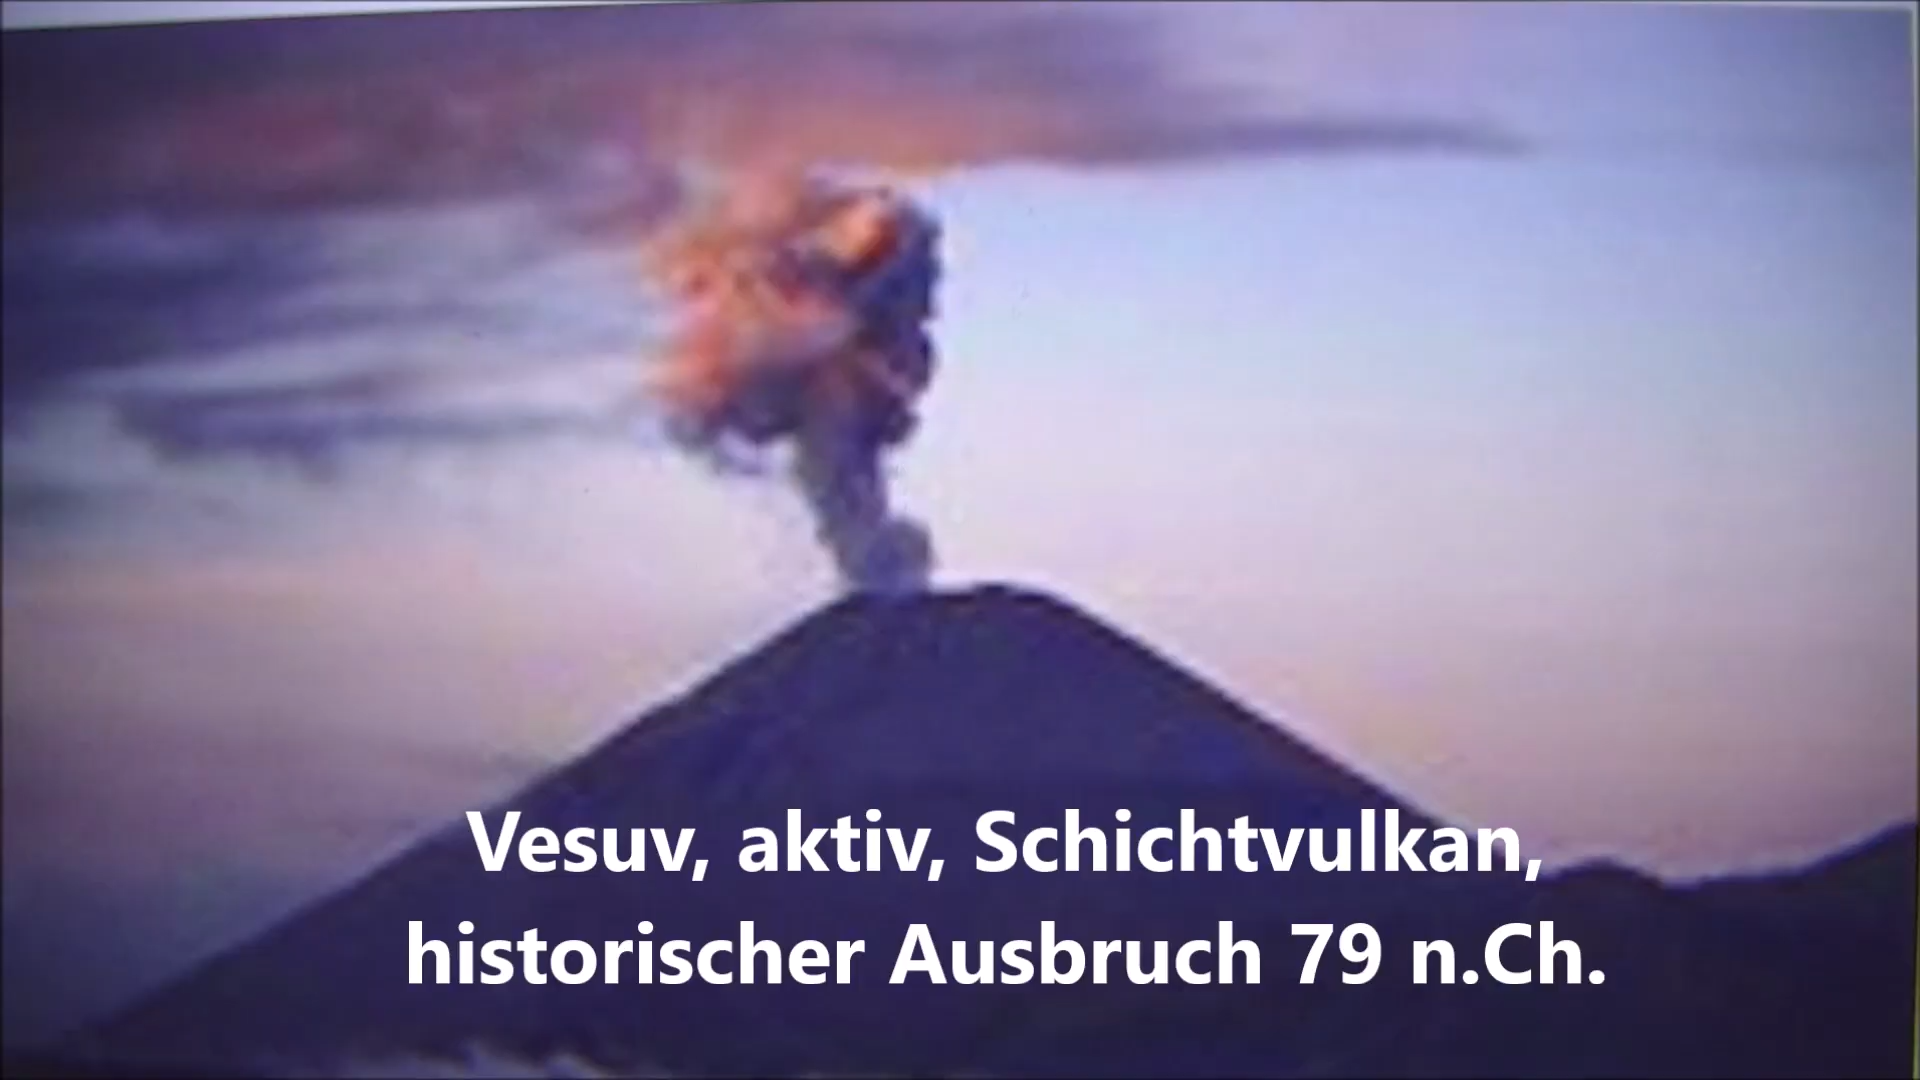 Vesuv, aktiv, Schichtvulkan,
historischer Ausbruch 79 n.Ch.